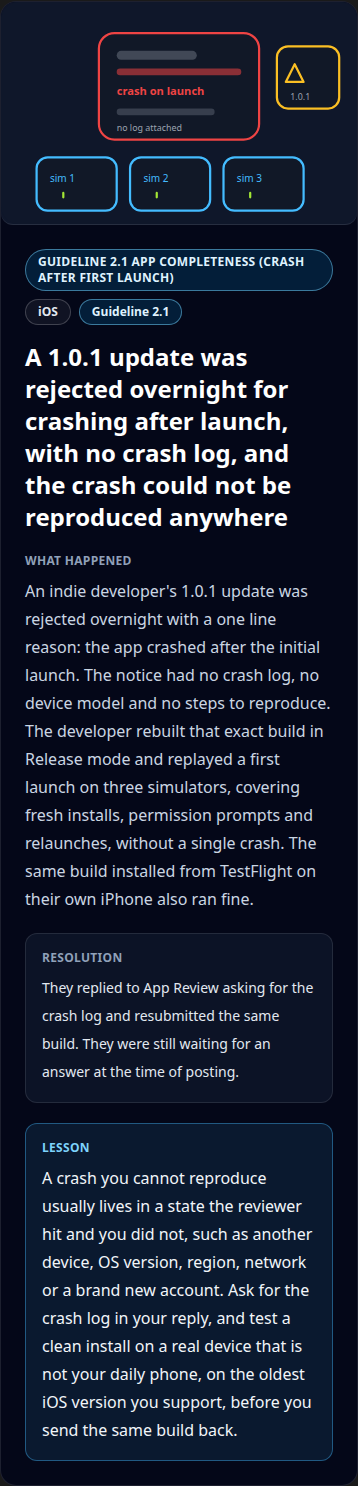 crash on launch
no log attached
1.0.1
sim 1
sim 2
sim 3
GUIDELINE 2.1 APP COMPLETENESS (CRASH
AFTER FIRST LAUNCH)
iOS
Guideline 2.1
A 1.0.1 update was
rejected overnight for
crashing after launch,
with no crash log, and
the crash could not be
reproduced anywhere
WHAT HAPPENED
An indie developer's 1.0.1 update was
rejected overnight with a one line
reason: the app crashed after the initial
launch. The notice had no crash log, no
device model and no steps to reproduce.
The developer rebuilt that exact build in
Release mode and replayed a first
launch on three simulators, covering
fresh installs, permission prompts and
relaunches, without a single crash. The
same build installed from TestFlight on
their own iPhone also ran fine.
RESOLUTION
They replied to App Review asking for the
crash log and resubmitted the same
build. They were still waiting for an
answer at the time of posting.
LESSON
A crash you cannot reproduce
usually lives in a state the reviewer
hit and you did not, such as another
device, OS version, region, network
or a brand new account. Ask for the
crash log in your reply, and test a
clean install on a real device that is
not your daily phone, on the oldest
iOS version you support, before you
send the same build back.